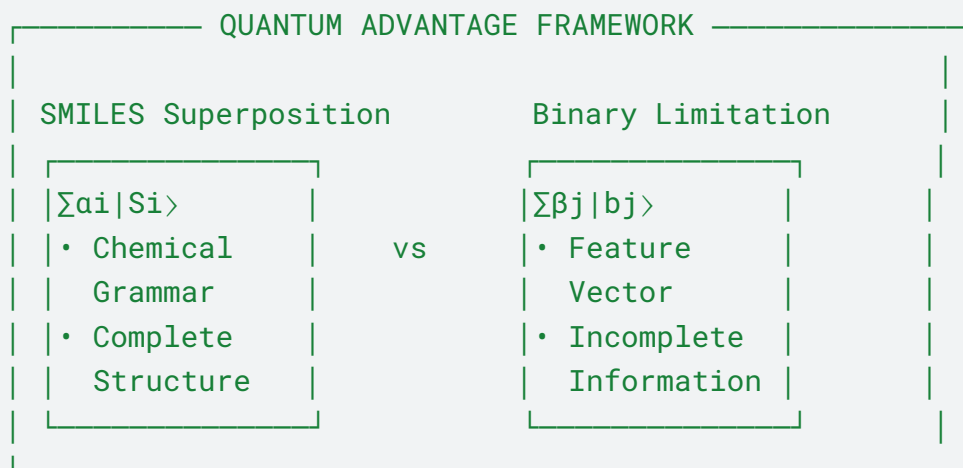 QUANTUM ADVANTAGE FRAMEWORK
SMILES Superposition Binary Limitation
∑αi|Si〉 ∑βj|bj〉
• Chemical vs • Feature
Grammar Vector
• Complete • Incomplete
Structure Information